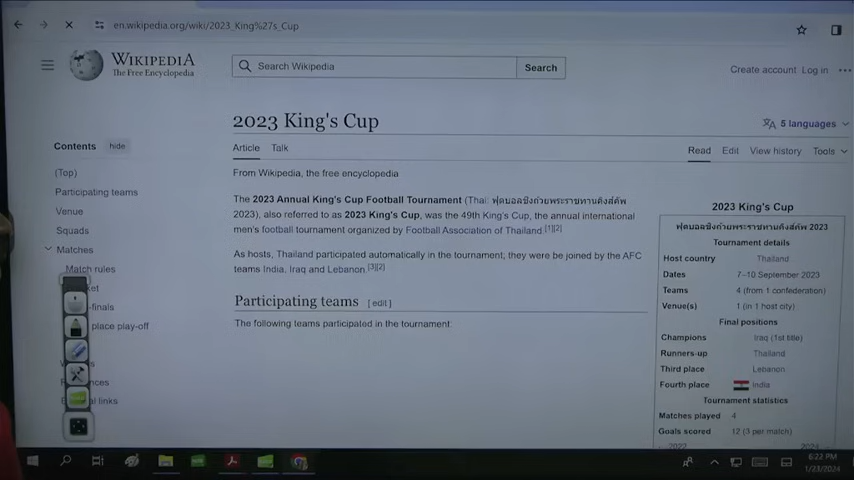 en.wikipedia.org/wiki/2023_King%27s_Cup
WIKIPEDIA
The Free Encyclopedia
Search Wikipedia
Search
Create account Log in
2023 King's Cup
5 languages
Contents hide
Article Talk
Read Edit View history Tools
(Top)
From Wikipedia, the free encyclopedia
Participating teams
Venue
Squads
Matches
Match rules
-finals
place play-off
links
The 2023 Annual King's Cup Football Tournament (Thai: ฟุตบอลชิงถ้วยพระราชทานคิงส์คัพ
2023), also referred to as 2023 King's Cup, was the 49th King's Cup, the annual international
men's football tournament organized by Football Association of Thailand.[1][2]
As hosts, Thailand participated automatically in the tournament; they were be joined by the AFC
teams India, Iraq and Lebanon.[3][2]
Participating teams [edit]
The following teams participated in the tournament:
2023 King's Cup
ฟุตบอลชิงถ้วยพระราชทานคิงส์คัพ 2023
Tournament details
Host country Thailand
Dates 7–10 September 2023
Teams 4 (from 1 confederation)
Venue(s) 1 (in 1 host city)
Final positions
Champions Iraq (1st title)
Runners-up Thailand
Third place Lebanon
Fourth place India
Tournament statistics
Matches played 4
Goals scored 12 (3 per match)
2022 2024
6:22 PM
1/23/2024